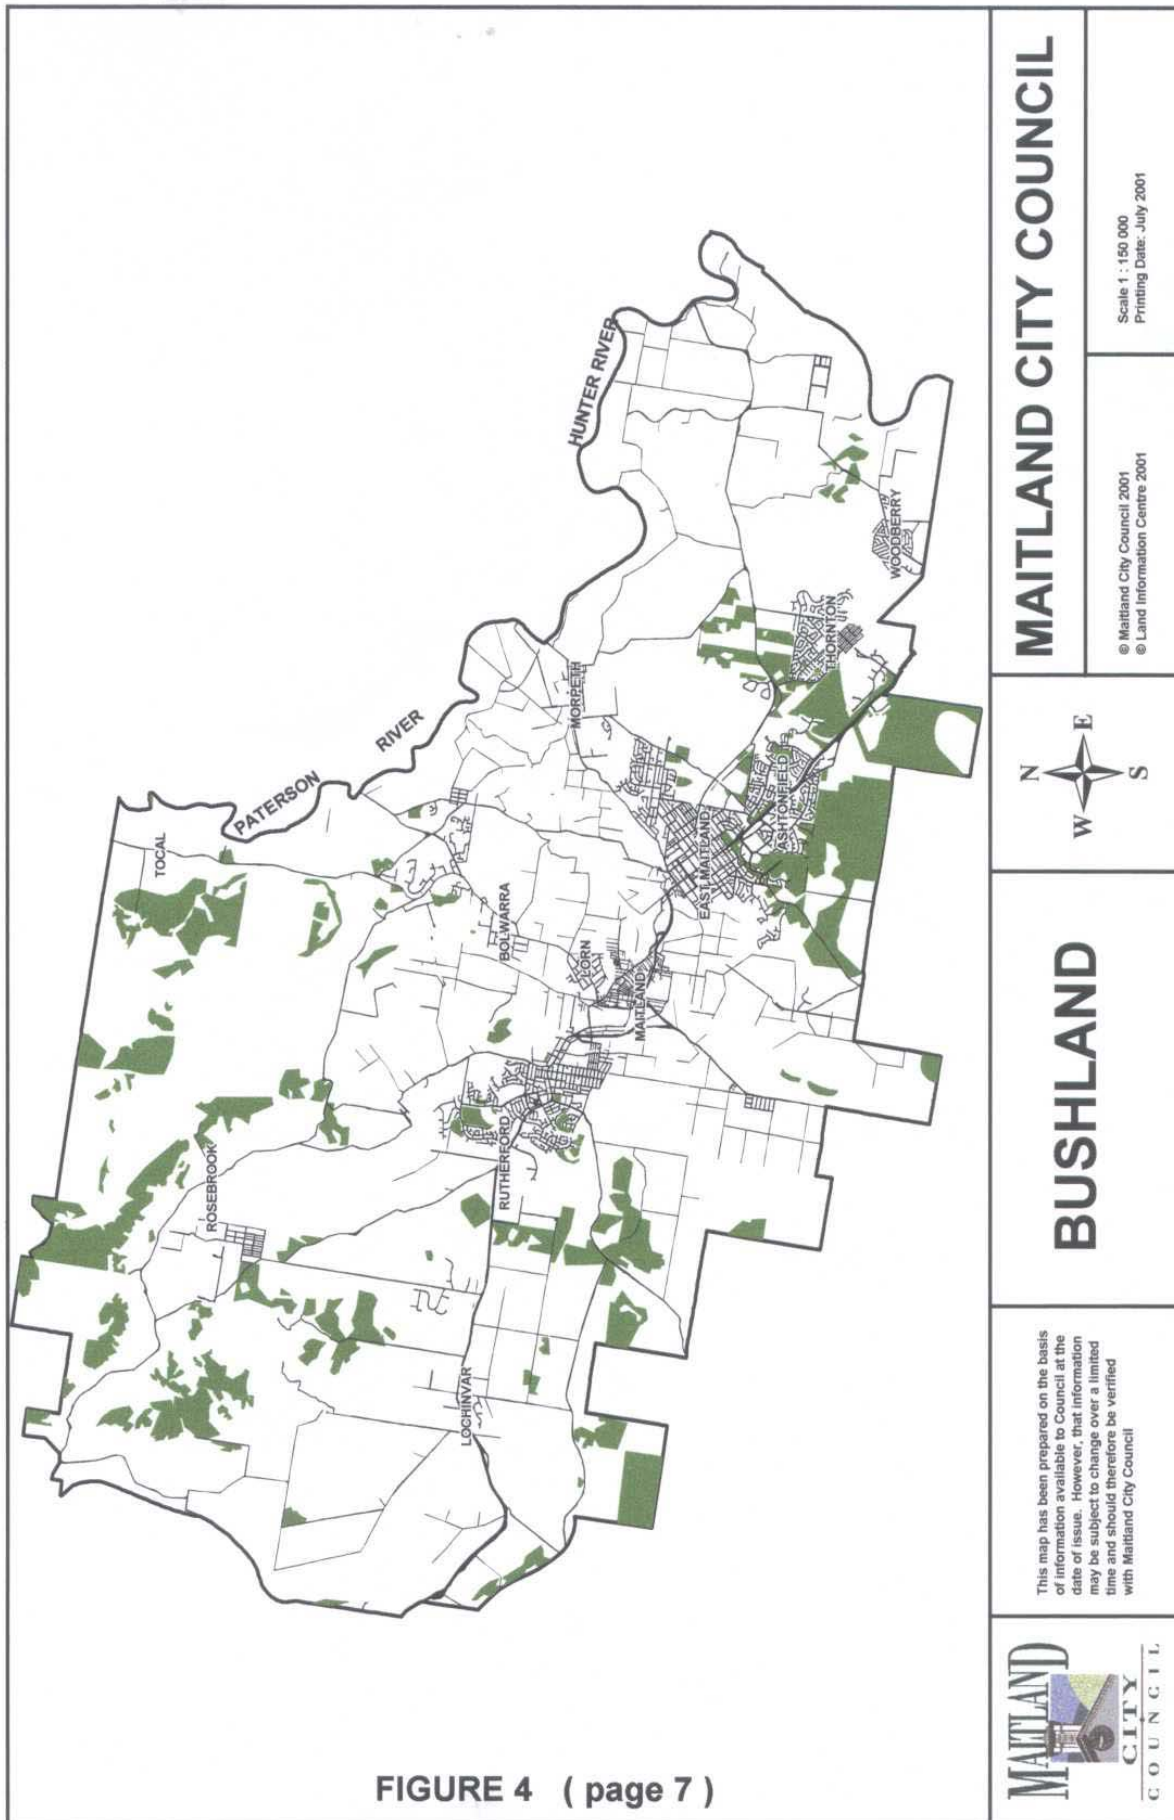 TOCAL
PATERSON
RIVER
HUNTER RIVER
ROSEBROOK
BOLWARRA
MORPETH
LORN
LOCHINVAR
RUTHERFORD
MAITLAND
EAST MAITLAND
ASHTONFIELD
THORNTON
WOODBERRY
MAITLAND
CITY
COUNCIL
This map has been prepared on the basis
of information available to Council at the
date of issue. However, that information
may be subject to change over a limited
time and should therefore be verified
with Maitland City Council
BUSHLAND
N
W
E
S
MAITLAND CITY COUNCIL
© Maitland City Council 2001
© Land Information Centre 2001
Scale 1 : 150 000
Printing Date: July 2001
FIGURE 4 ( page 7 )